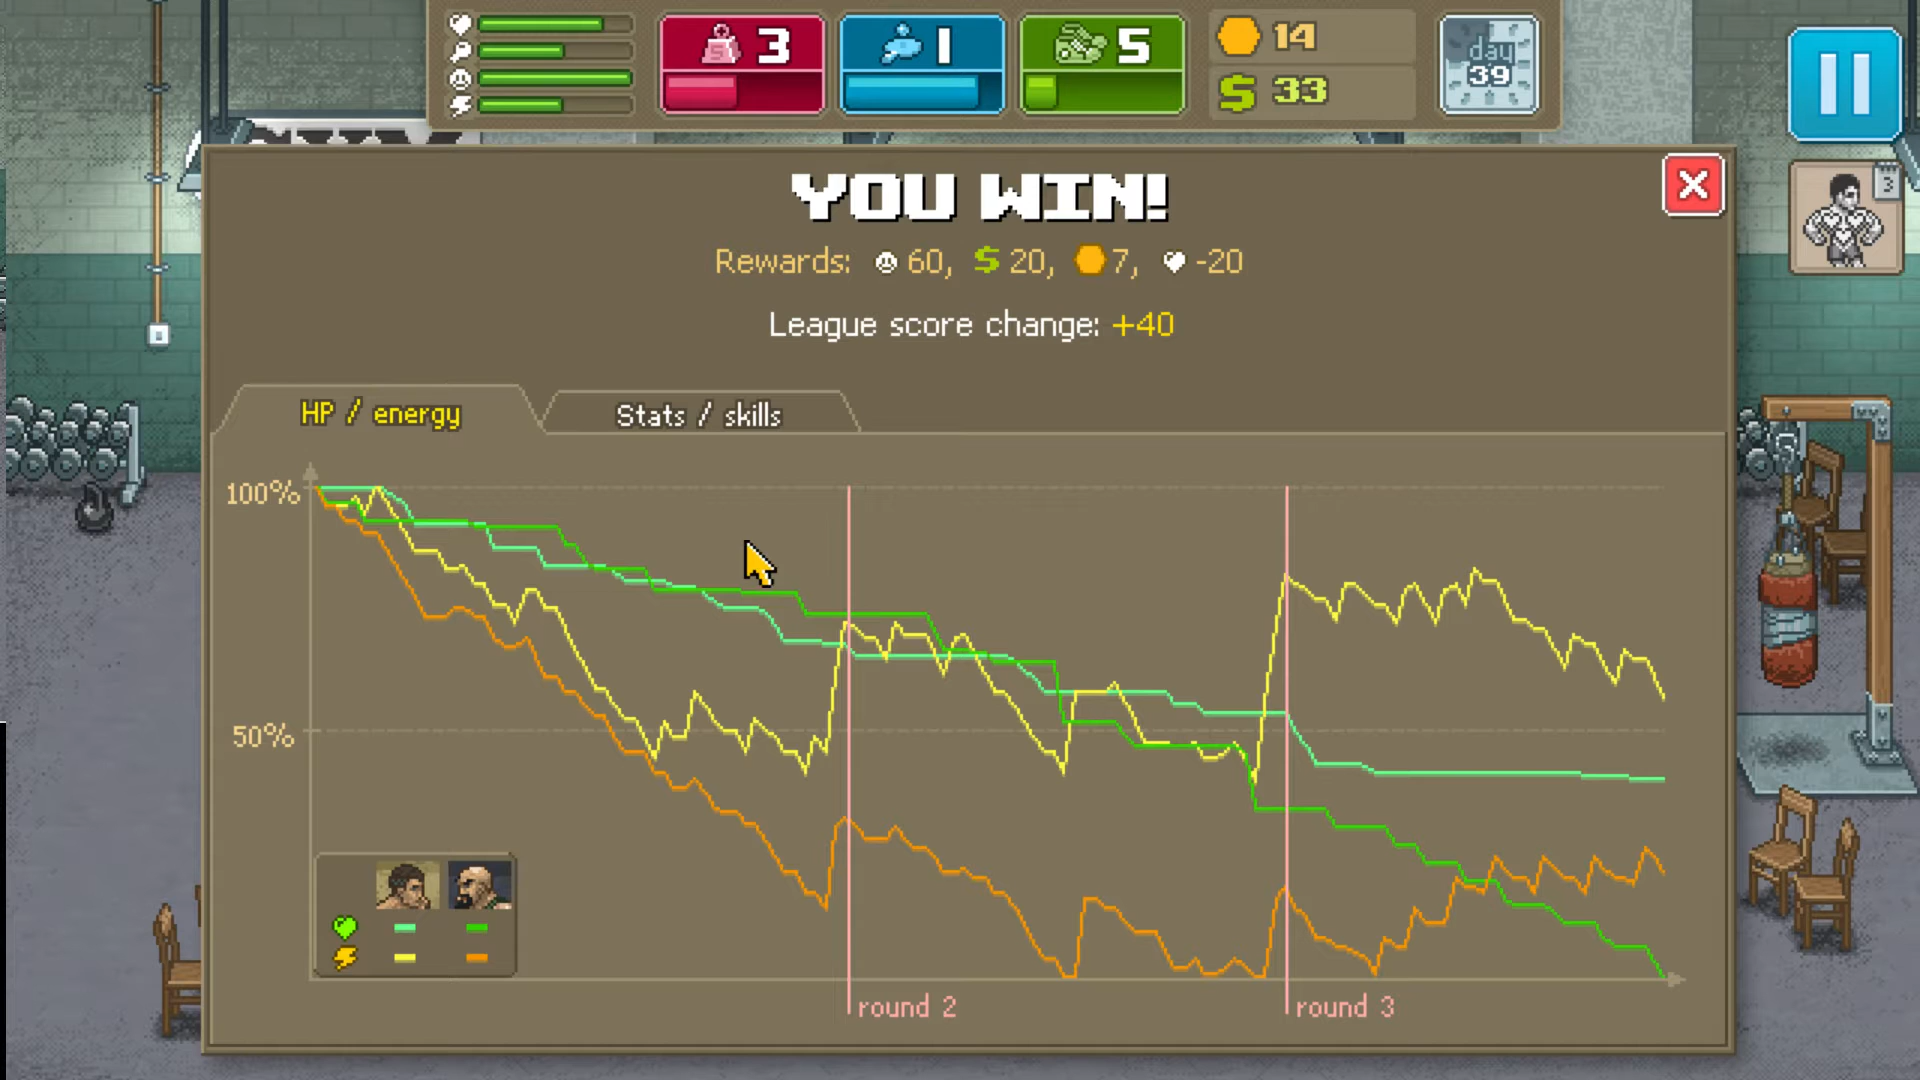 3
1
5
14
$ 33
day
39
3
YOU WIN!
Rewards: 60, $ 20, 7, -20
League score change: +40
HP / energy
Stats / skills
100%
50%
round 2
round 3